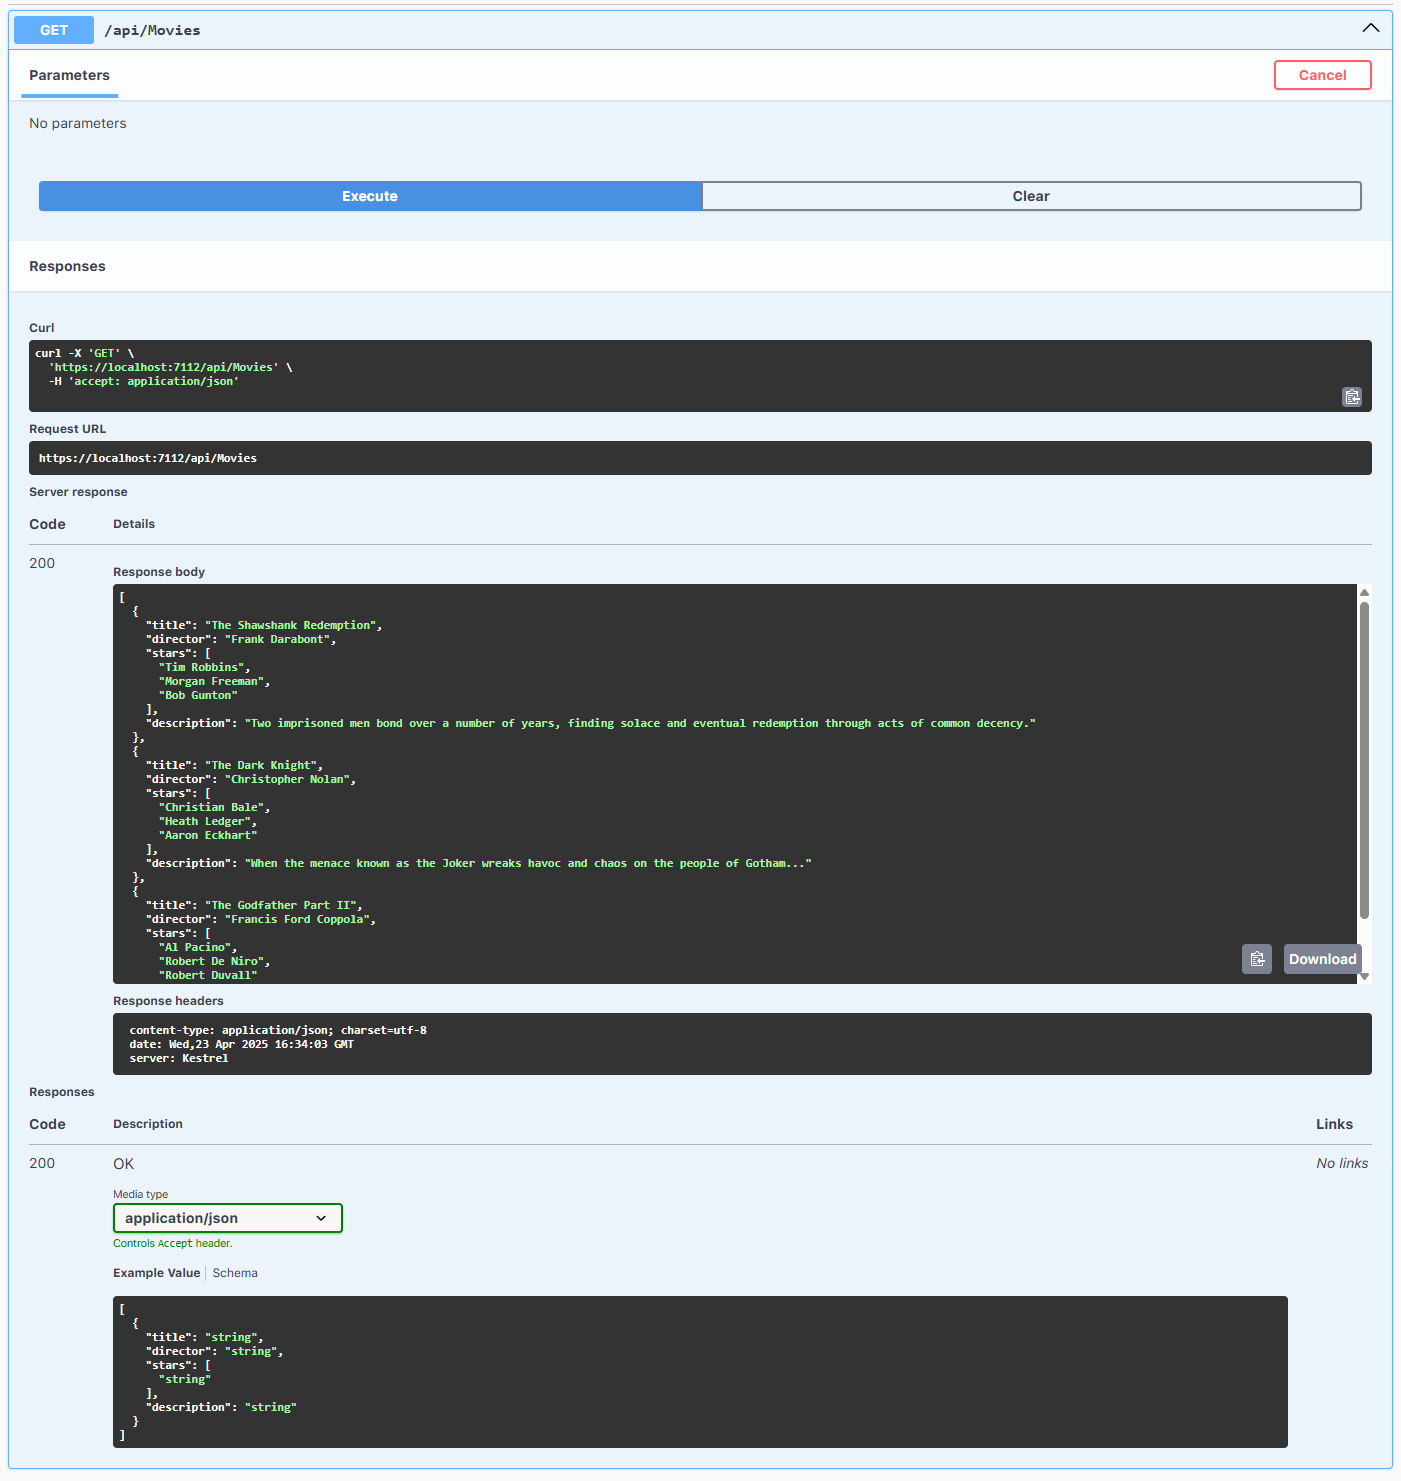 GET /api/Movies
Parameters
Cancel
No parameters
Execute
Clear
Responses
Curl
curl -X 'GET' \
  'https://localhost:7112/api/Movies' \
  -H 'accept: application/json'
Request URL
https://localhost:7112/api/Movies
Server response
Code Details
200
Response body
[
  {
    "title": "The Shawshank Redemption",
    "director": "Frank Darabont",
    "stars": [
      "Tim Robbins",
      "Morgan Freeman",
      "Bob Gunton"
    ],
    "description": "Two imprisoned men bond over a number of years, finding solace and eventual redemption through acts of common decency."
  },
  {
    "title": "The Dark Knight",
    "director": "Christopher Nolan",
    "stars": [
      "Christian Bale",
      "Heath Ledger",
      "Aaron Eckhart"
    ],
    "description": "When the menace known as the Joker wreaks havoc and chaos on the people of Gotham..."
  },
  {
    "title": "The Godfather Part II",
    "director": "Francis Ford Coppola",
    "stars": [
      "Al Pacino",
      "Robert De Niro",
      "Robert Duvall"
Download
Response headers
content-type: application/json; charset=utf-8
date: Wed,23 Apr 2025 16:34:03 GMT
server: Kestrel
Responses
Code Description Links
200 OK No links
Media type
application/json
Controls Accept header.
Example Value Schema
[
  {
    "title": "string",
    "director": "string",
    "stars": [
      "string"
    ],
    "description": "string"
  }
]